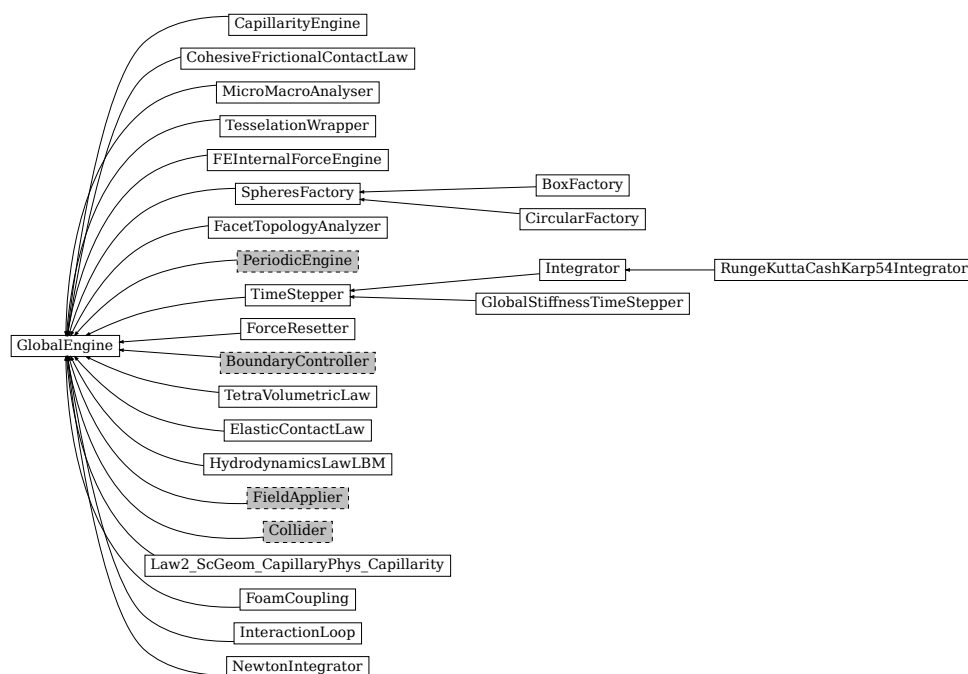 CapillarityEngine
CohesiveFrictionalContactLaw
MicroMacroAnalyser
TesselationWrapper
FEInternalForceEngine
SpheresFactory
BoxFactory
CircularFactory
FacetTopologyAnalyzer
PeriodicEngine
Integrator
RungeKuttaCashKarp54Integrator
TimeStepper
GlobalStiffnessTimeStepper
ForceResetter
GlobalEngine
BoundaryController
TetraVolumetricLaw
ElasticContactLaw
HydrodynamicsLawLBM
FieldApplier
Collider
Law2_ScGeom_CapillaryPhys_Capillarity
FoamCoupling
InteractionLoop
NewtonIntegrator